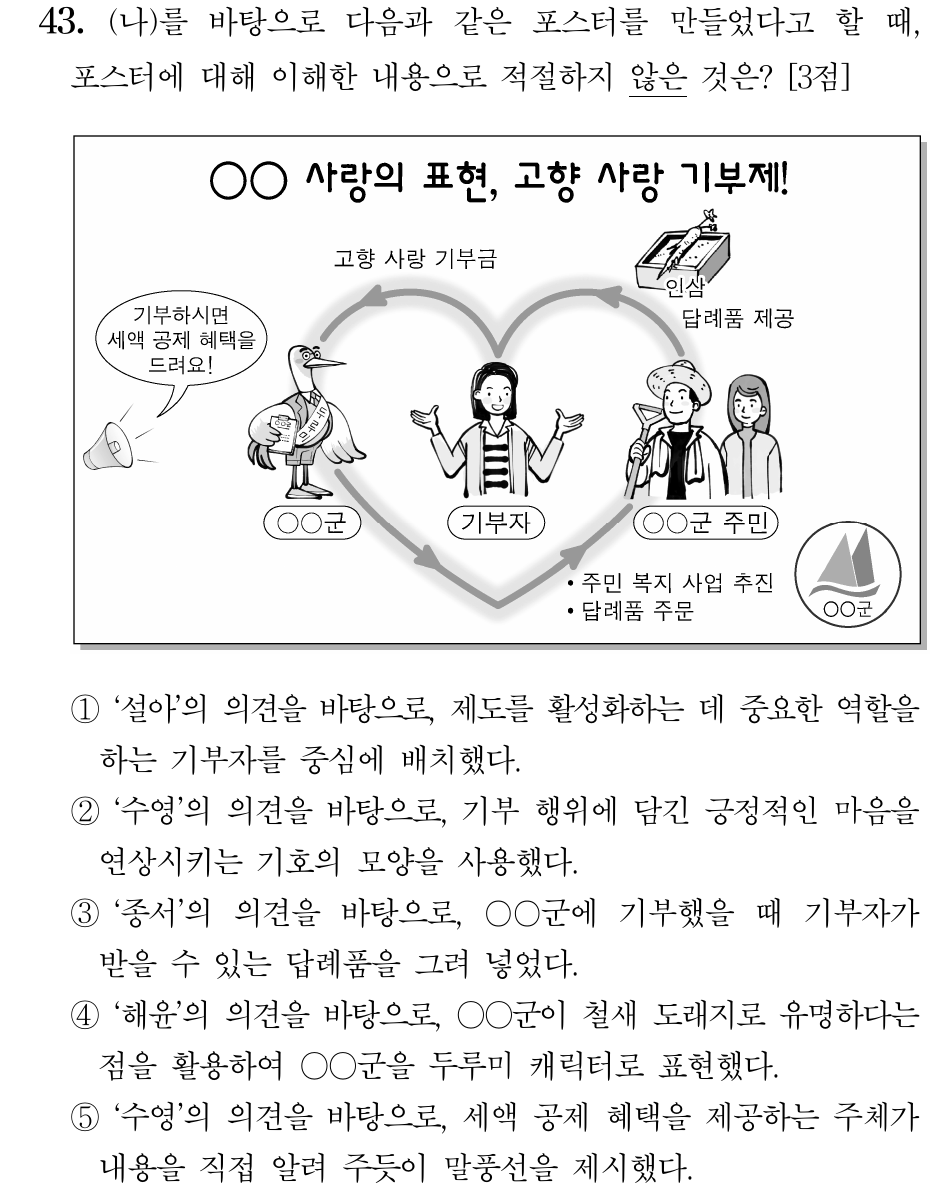 43. (나)를 바탕으로 다음과 같은 포스터를 만들었다고 할 때,
포스터에 대해 이해한 내용으로 적절하지 않은 것은? [3점]
○○ 사랑의 표현, 고향 사랑 기부제!
고향 사랑 기부금
인삼
답례품 제공
기부하시면
세액 공제 혜택을
드려요!
두루미
○○군
기부자
○○군 주민
• 주민 복지 사업 추진
• 답례품 주문
○○군
① ‘설아’의 의견을 바탕으로, 제도를 활성화하는 데 중요한 역할을
하는 기부자를 중심에 배치했다.
② ‘수영’의 의견을 바탕으로, 기부 행위에 담긴 긍정적인 마음을
연상시키는 기호의 모양을 사용했다.
③ ‘종서’의 의견을 바탕으로, ○○군에 기부했을 때 기부자가
받을 수 있는 답례품을 그려 넣었다.
④ ‘해윤’의 의견을 바탕으로, ○○군이 철새 도래지로 유명하다는
점을 활용하여 ○○군을 두루미 캐릭터로 표현했다.
⑤ ‘수영’의 의견을 바탕으로, 세액 공제 혜택을 제공하는 주체가
내용을 직접 알려 주듯이 말풍선을 제시했다.